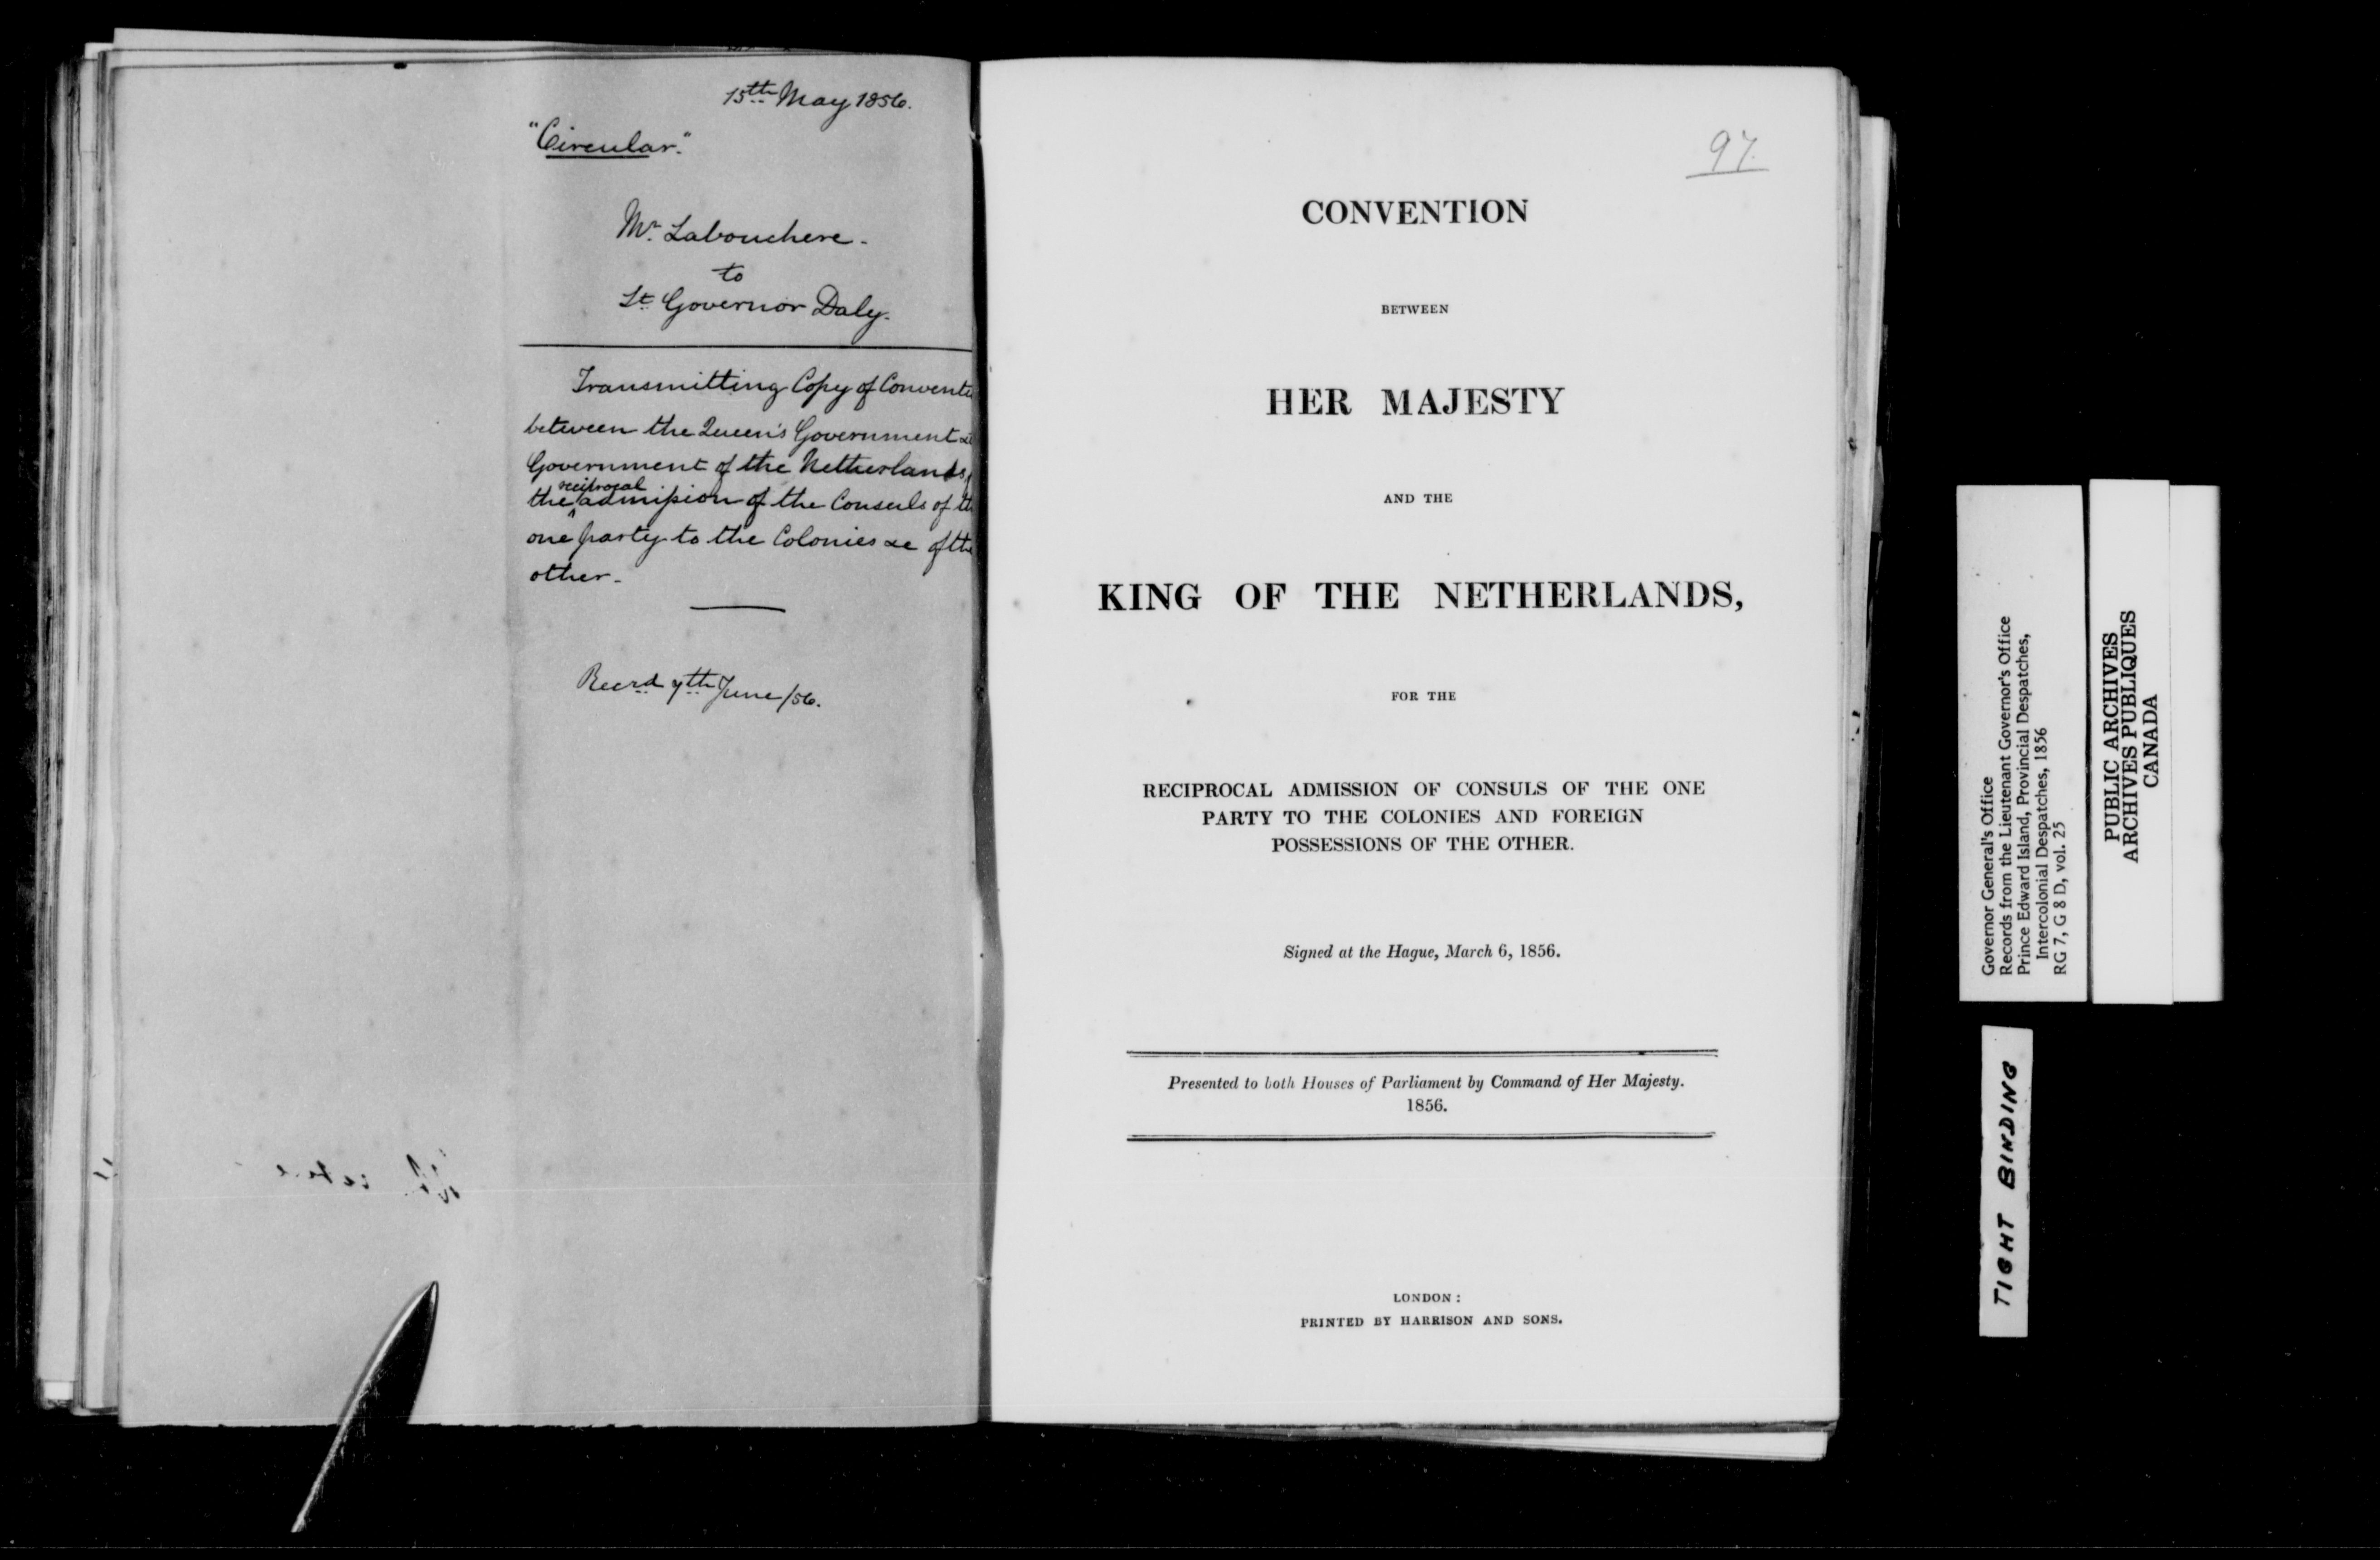 15th May 1856.
"Circular."
Mr. Labouchere.
to
Lt. Governor Daly.
Transmitting Copy of Conventi
between the Queen's Government &
Government of the Netherlands,
reciprocal
the admission of the Consuls of th
one party to the Colonies &c of the
other.
Recd 7th June/56.
97.
CONVENTION
BETWEEN
HER MAJESTY
AND THE
KING OF THE NETHERLANDS,
FOR THE
RECIPROCAL ADMISSION OF CONSULS OF THE ONE
PARTY TO THE COLONIES AND FOREIGN
POSSESSIONS OF THE OTHER.
Signed at the Hague, March 6, 1856.
Presented to both Houses of Parliament by Command of Her Majesty.
1856.
LONDON:
PRINTED BY HARRISON AND SONS.
Governor General's Office
Records from the Lieutenant Governor's Office
Prince Edward Island, Provincial Despatches,
Intercolonial Despatches, 1856
RG 7, G 8 D, vol. 25
PUBLIC ARCHIVES
ARCHIVES PUBLIQUES
CANADA
TIGHT BINDING